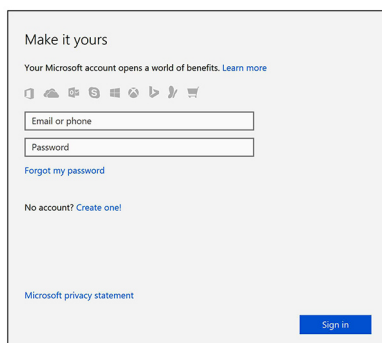 Make it yours
Your Microsoft account opens a world of benefits. Learn more
Email or phone
Password
Forgot my password
No account? Create one!
Microsoft privacy statement
Sign in